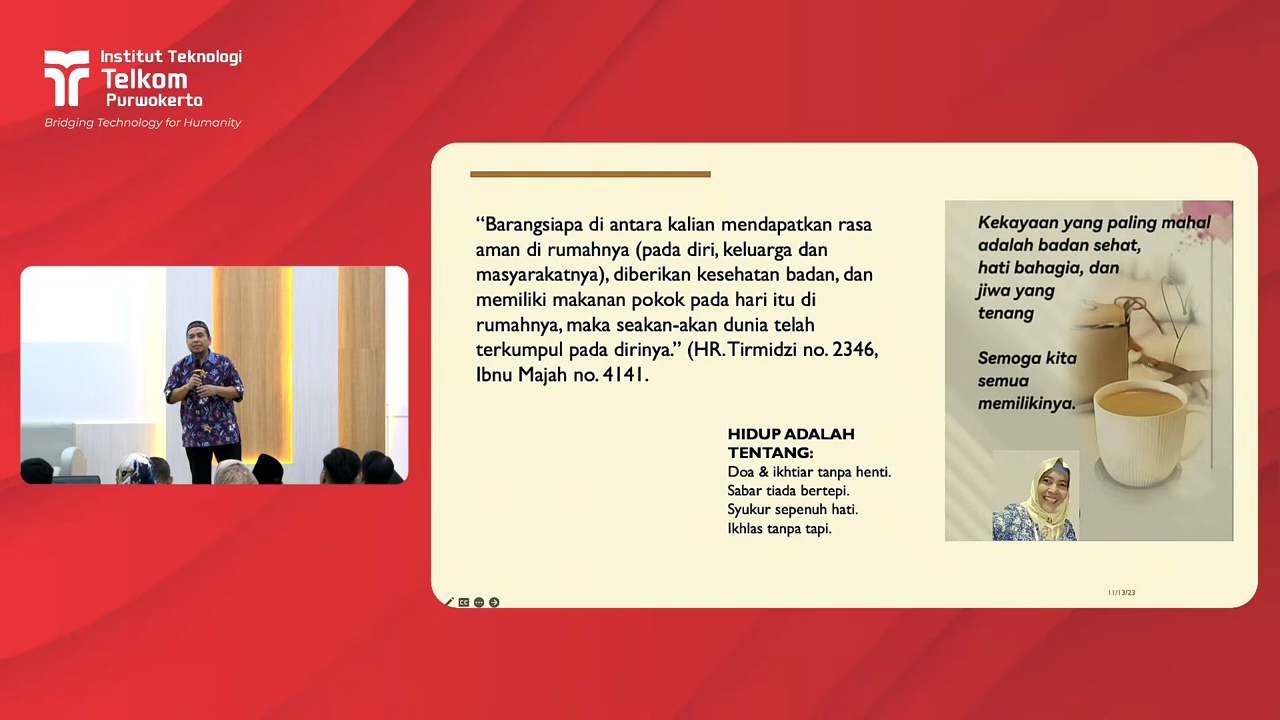 Institut Teknologi
Telkom
Purwokerto
Bridging Technology for Humanity
“Barangsiapa di antara kalian mendapatkan rasa
aman di rumahnya (pada diri, keluarga dan
masyarakatnya), diberikan kesehatan badan, dan
memiliki makanan pokok pada hari itu di
rumahnya, maka seakan-akan dunia telah
terkumpul pada dirinya.” (HR. Tirmidzi no. 2346,
Ibnu Majah no. 4141.
HIDUP ADALAH
TENTANG:
Doa & ikhtiar tanpa henti.
Sabar tiada bertepi.
Syukur sepenuh hati.
Ikhlas tanpa tapi.
Kekayaan yang paling mahal
adalah badan sehat,
hati bahagia, dan
jiwa yang
tenang
Semoga kita
semua
memilikinya.
CC
11/13/23